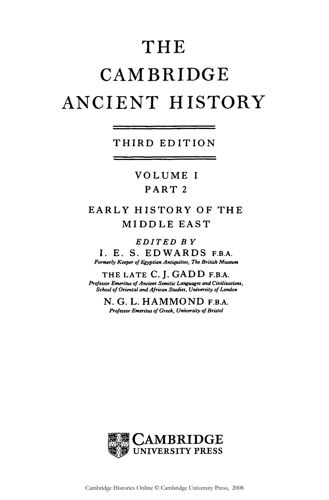 THE
CAMBRIDGE
ANCIENT HISTORY
THIRD EDITION
VOLUME I
PART 2
EARLY HISTORY OF THE
MIDDLE EAST
EDITED BY
I. E. S. EDWARDS F.B.A.
Formerly Keeper of Egyptian Antiquities, The British Museum
THE LATE C. J. GADD F.B.A.
Professor Emeritus of Ancient Semitic Languages and Civilizations,
School of Oriental and African Studies, University of London
N. G. L. HAMMOND F.B.A.
Professor Emeritus of Greek, University of Bristol
CAMBRIDGE
UNIVERSITY PRESS
Cambridge Histories Online © Cambridge University Press, 2008